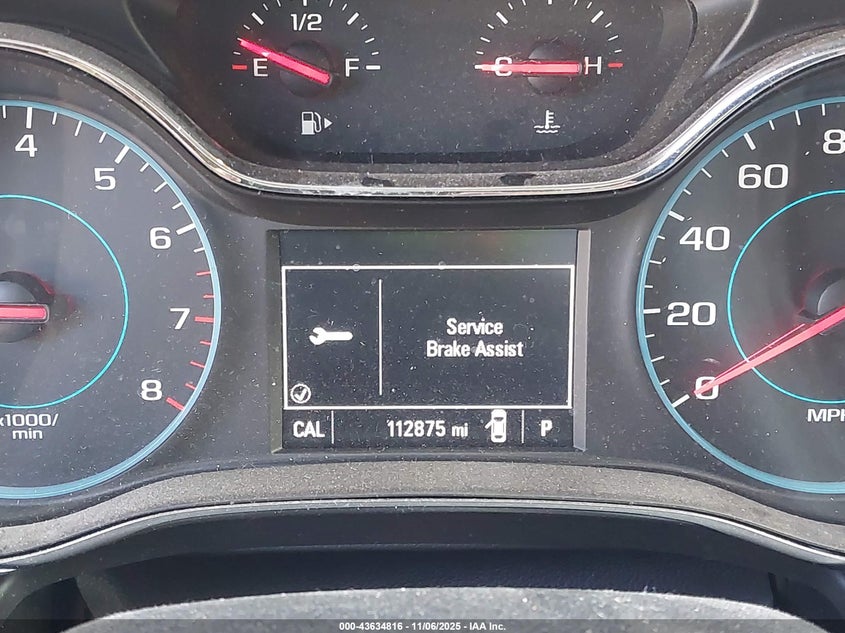 1/2
E F C H
4 5 6 7 8
x1000/
min
Service
Brake Assist
CAL 112875 mi P
0 20 40 60 8
MPH
000-43634816 - 11/06/2025 - IAA Inc.